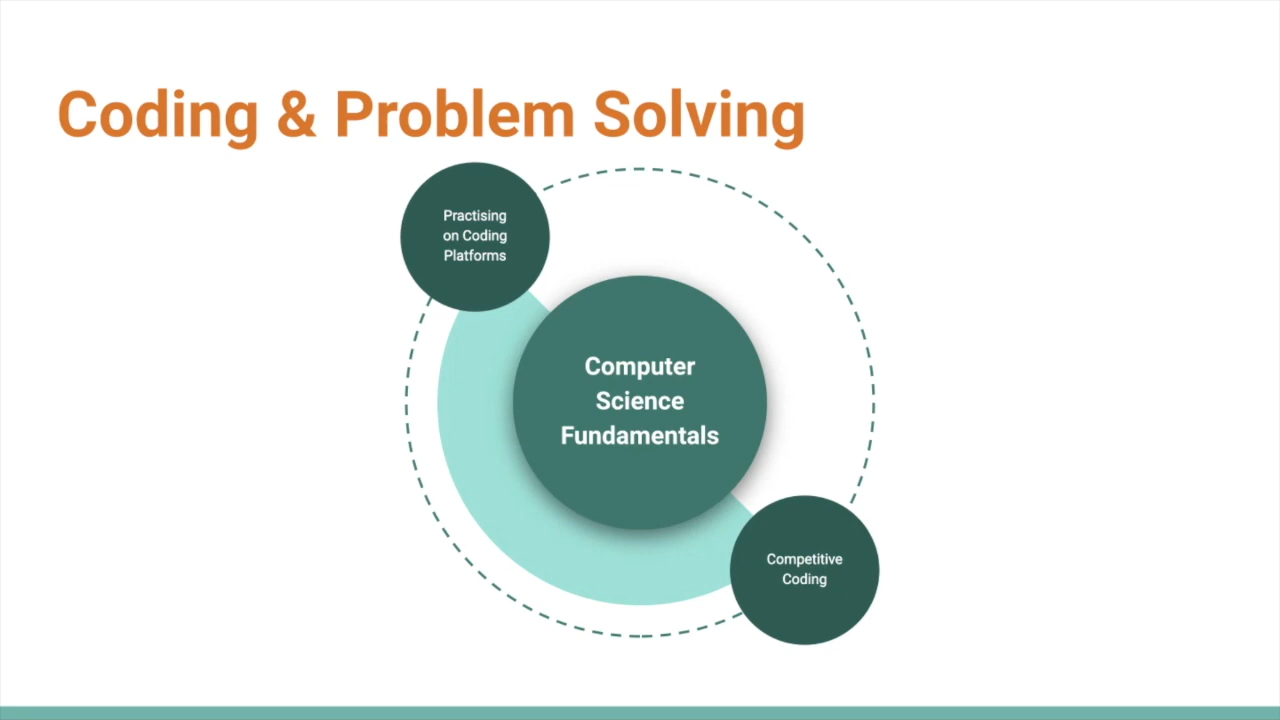 Coding & Problem Solving
Practising
on Coding
Platforms
Computer
Science
Fundamentals
Competitive
Coding